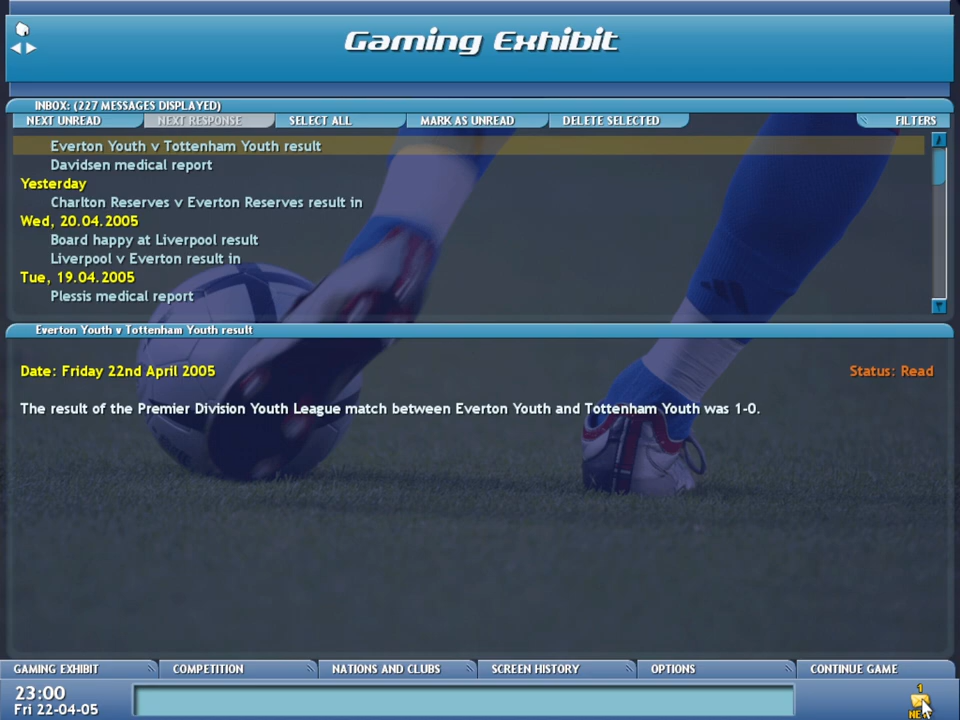 Gaming Exhibit
INBOX: (227 MESSAGES DISPLAYED)
NEXT UNREAD NEXT RESPONSE SELECT ALL MARK AS UNREAD DELETE SELECTED FILTERS
Everton Youth v Tottenham Youth result
Davidsen medical report
Yesterday
Charlton Reserves v Everton Reserves result in
Wed, 20.04.2005
Board happy at Liverpool result
Liverpool v Everton result in
Tue, 19.04.2005
Plessis medical report
Everton Youth v Tottenham Youth result
Date: Friday 22nd April 2005 Status: Read
The result of the Premier Division Youth League match between Everton Youth and Tottenham Youth was 1-0.
GAMING EXHIBIT COMPETITION NATIONS AND CLUBS SCREEN HISTORY OPTIONS CONTINUE GAME
23:00 1
Fri 22-04-05